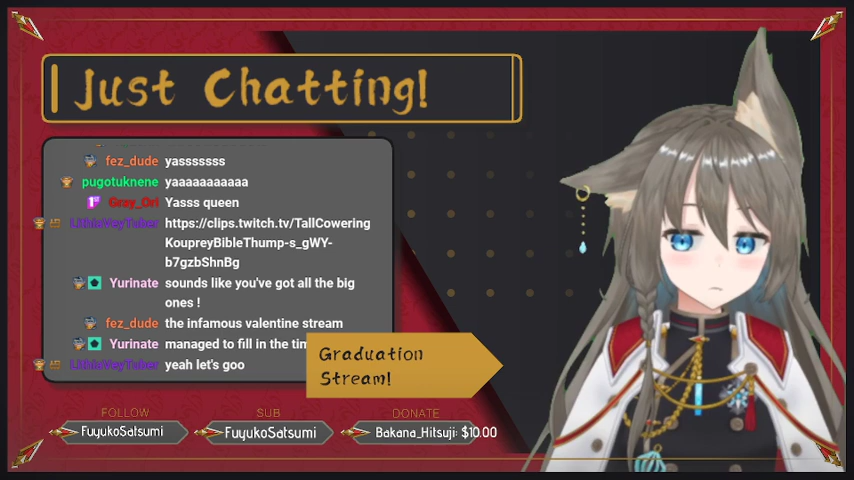 Just Chatting!
fez_dude yasssssss
pugotuknene yaaaaaaaaaaa
Gray_Ori Yasss queen
https://clips.twitch.tv/TallCowering
KoupreyBibleThump-s_gWY-
b7gzbShnBg
Yurinate sounds like you've got all the big
ones !
fez_dude the infamous valentine stream
Yurinate managed to fill in the
yeah let's goo
Graduation
Stream!
FOLLOW SUB DONATE
FuyukoSatsumi FuyukoSatsumi Bakana_Hitsuji: $10.00